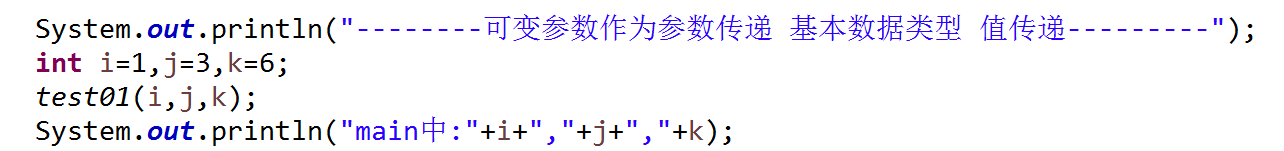 System.out.println("--------可变参数作为参数传递 基本数据类型 值传递---------");
int i=1,j=3,k=6;
test01(i,j,k);
System.out.println("main中:"+i+","+j+","+k);